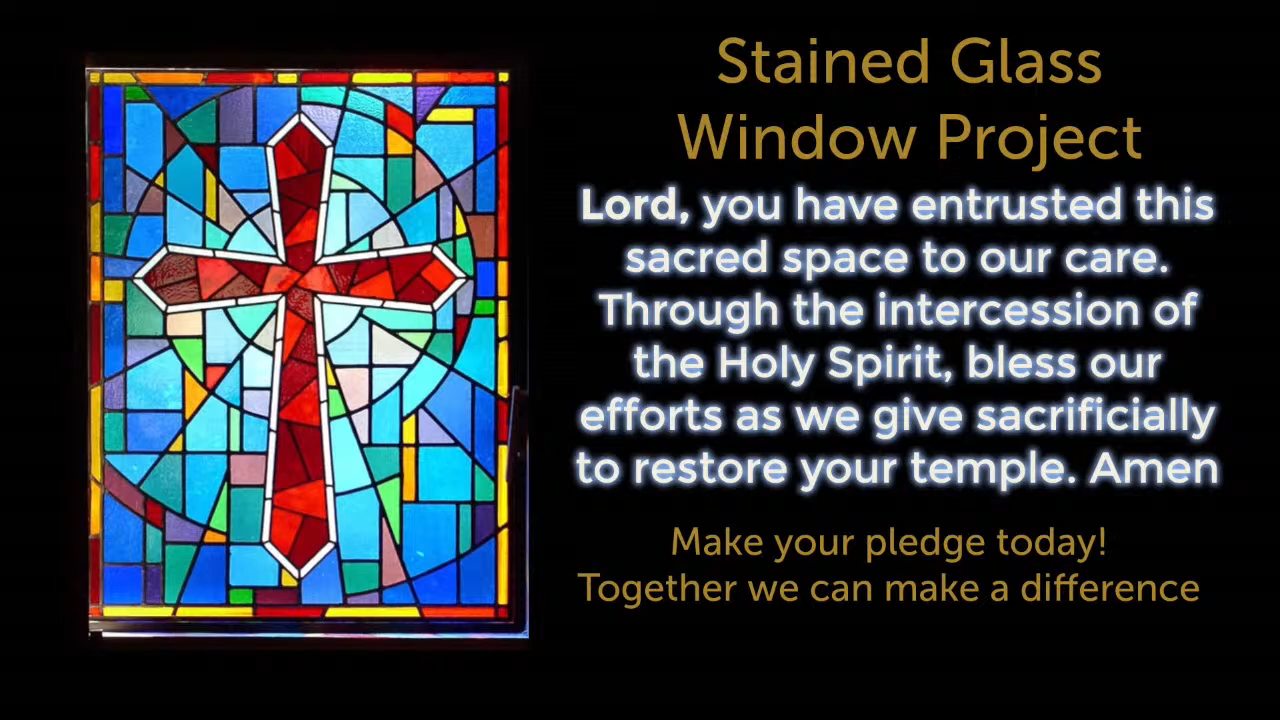 Stained Glass
Window Project
Lord, you have entrusted this
sacred space to our care.
Through the intercession of
the Holy Spirit, bless our
efforts as we give sacrificially
to restore your temple. Amen
Make your pledge today!
Together we can make a difference